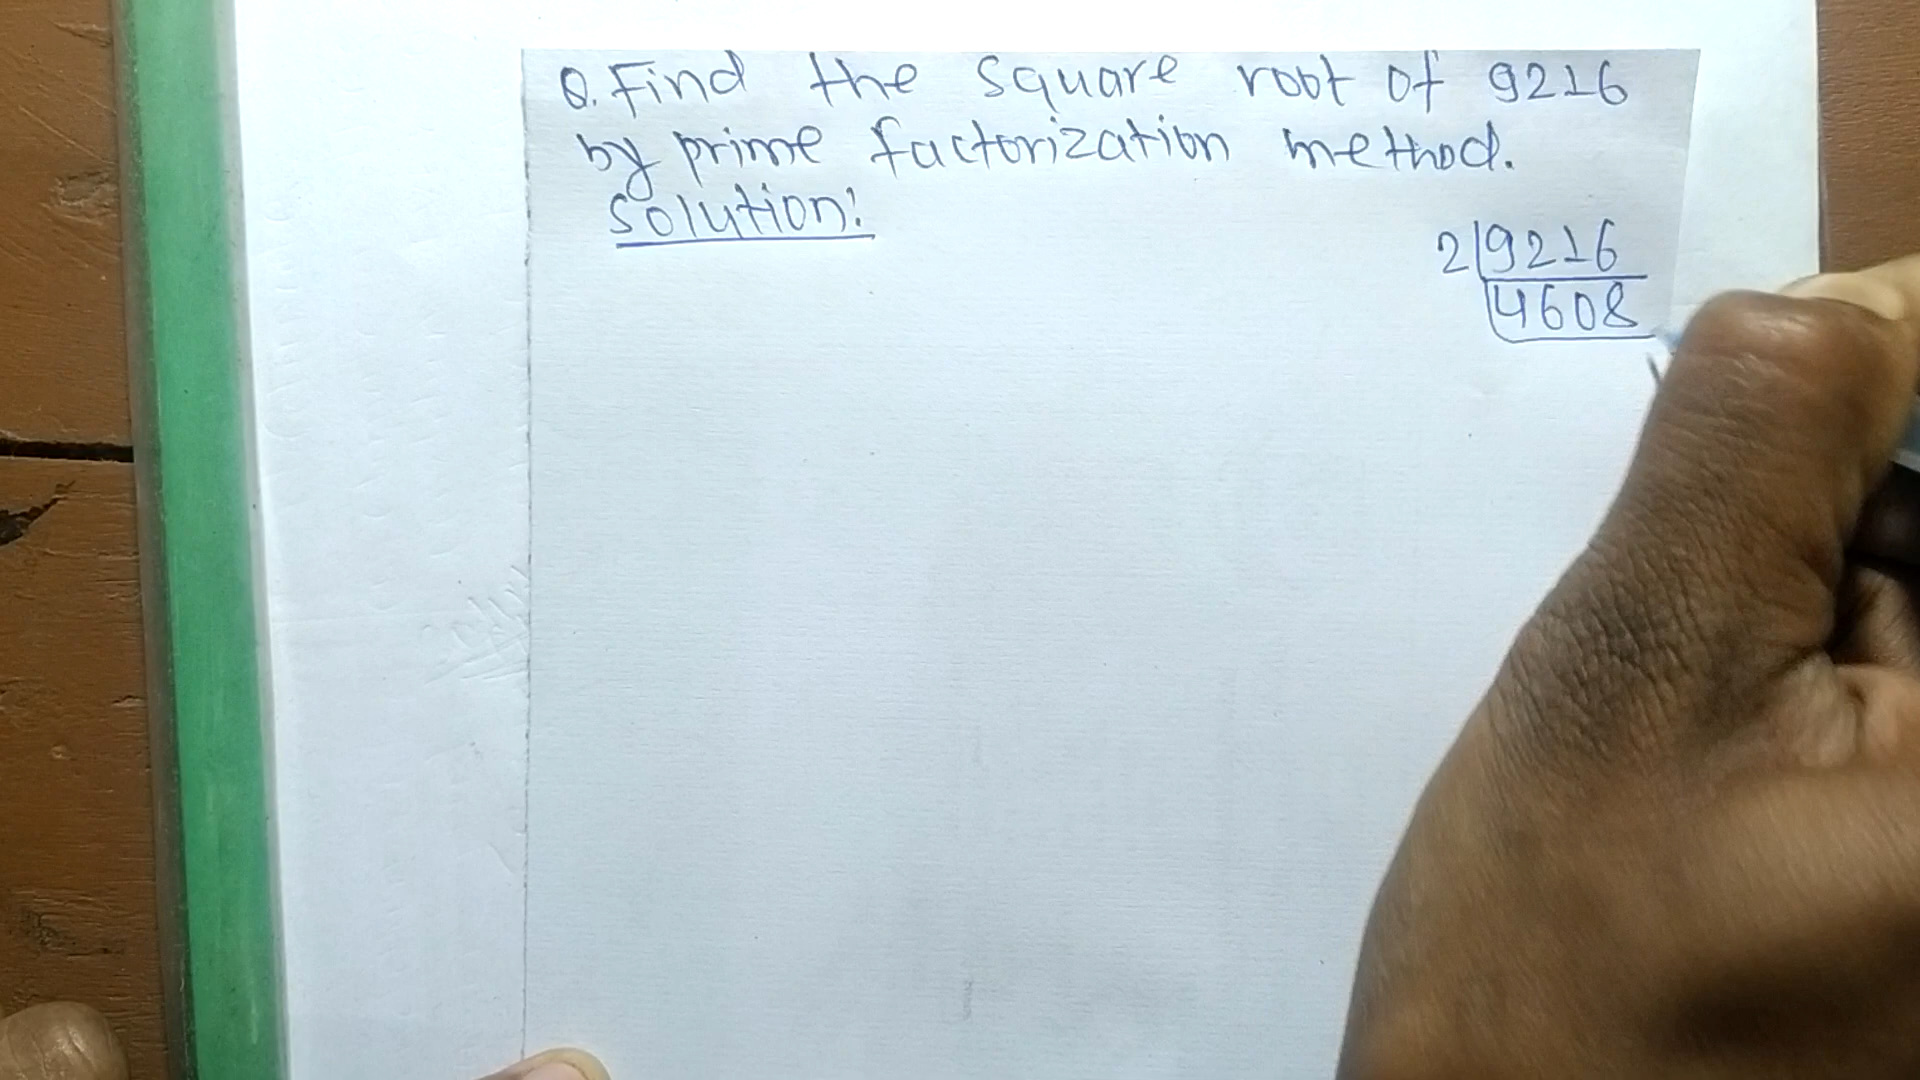 Q. Find the square root of 9216
by prime factorization method.
Solution:
2|9216
4608